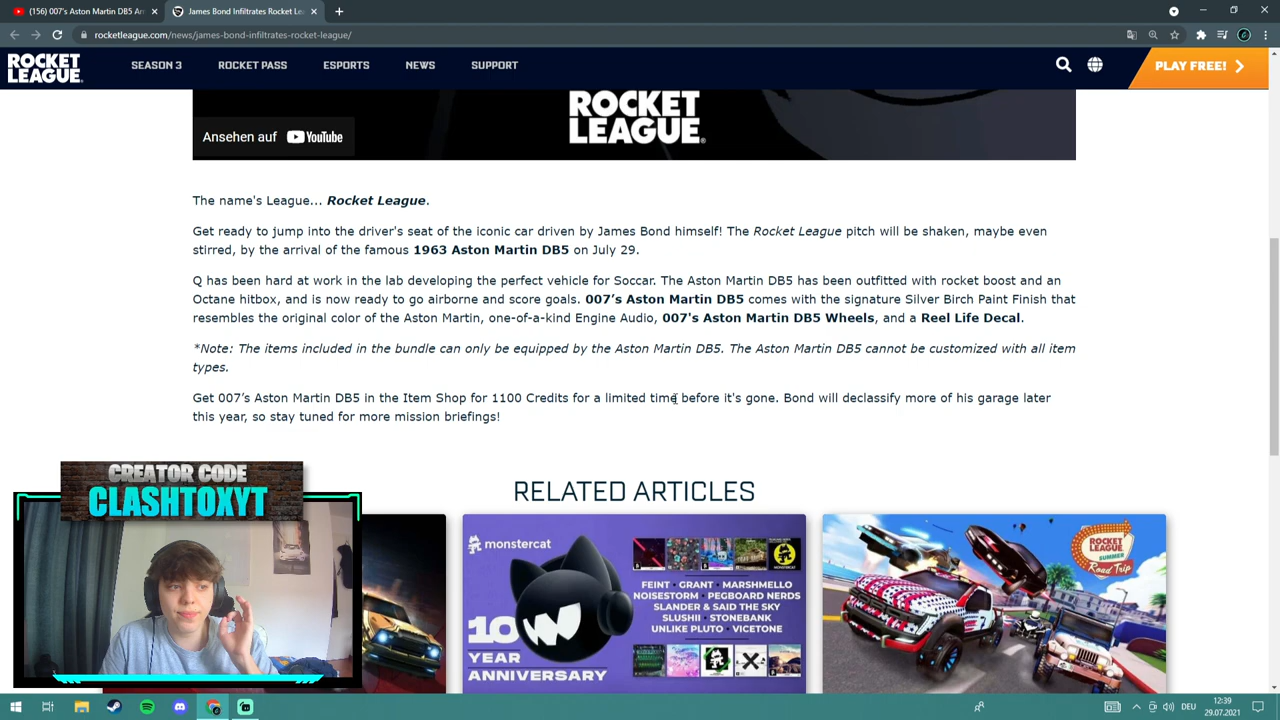 (156) 007's Aston Martin DB5 An
James Bond Infiltrates Rocket Le
rocketleague.com/news/james-bond-infiltrates-rocket-league/
ROCKET
LEAGUE
SEASON 3
ROCKET PASS
ESPORTS
NEWS
SUPPORT
PLAY FREE!
ROCKET
LEAGUE
Ansehen auf YouTube
The name's League... Rocket League.
Get ready to jump into the driver's seat of the iconic car driven by James Bond himself! The Rocket League pitch will be shaken, maybe even
stirred, by the arrival of the famous 1963 Aston Martin DB5 on July 29.
Q has been hard at work in the lab developing the perfect vehicle for Soccar. The Aston Martin DB5 has been outfitted with rocket boost and an
Octane hitbox, and is now ready to go airborne and score goals. 007’s Aston Martin DB5 comes with the signature Silver Birch Paint Finish that
resembles the original color of the Aston Martin, one-of-a-kind Engine Audio, 007's Aston Martin DB5 Wheels, and a Reel Life Decal.
*Note: The items included in the bundle can only be equipped by the Aston Martin DB5. The Aston Martin DB5 cannot be customized with all item
types.
Get 007’s Aston Martin DB5 in the Item Shop for 1100 Credits for a limited time before it's gone. Bond will declassify more of his garage later
this year, so stay tuned for more mission briefings!
RELATED ARTICLES
CREATOR CODE
CLASHTOXYT
monstercat
10
YEAR
ANNIVERSARY
FEINT • GRANT • MARSHMELLO
NOISESTORM • PEGBOARD NERDS
SLANDER & SAID THE SKY
SLUSHII • STONEBANK
UNLIKE PLUTO • VICETONE
ROCKET
LEAGUE
SUMMER
Road Trip
DEU
12:39
29.07.2021